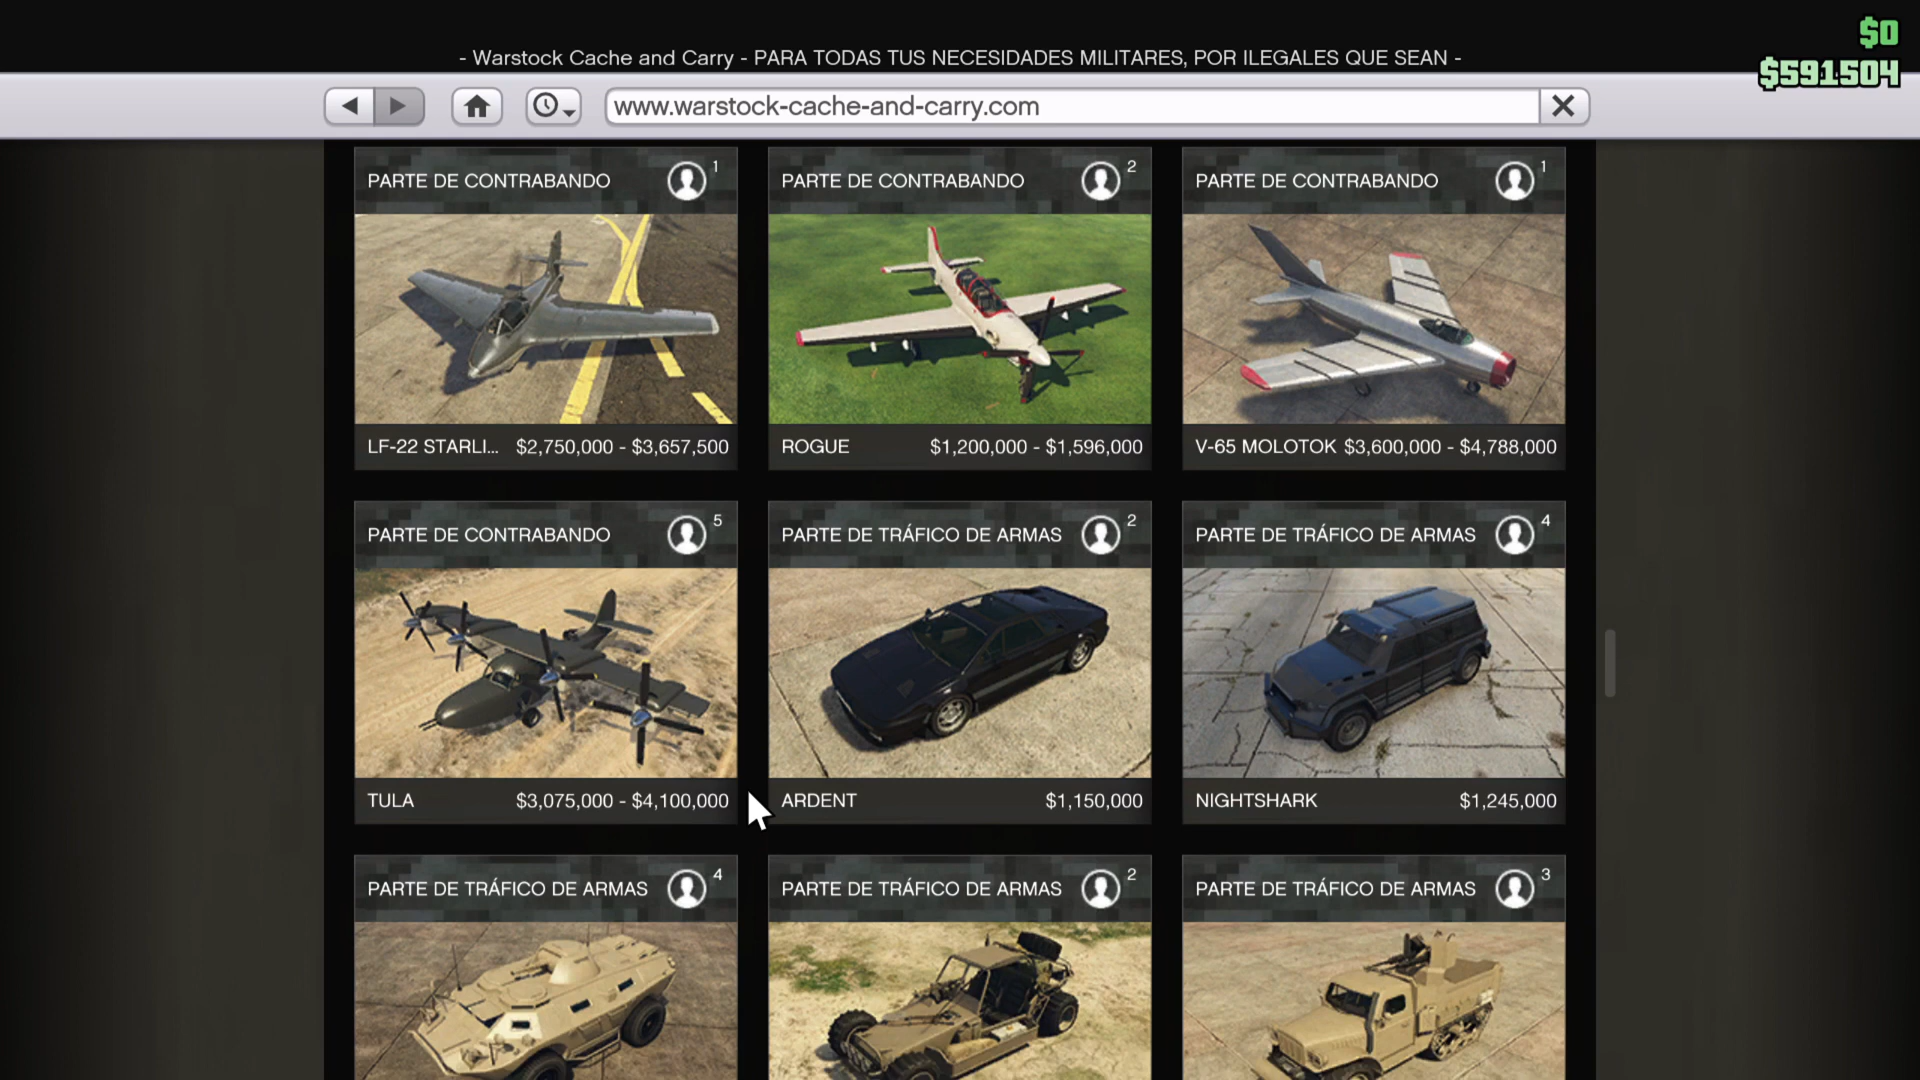 $0
- Warstock Cache and Carry - PARA TODAS TUS NECESIDADES MILITARES, POR ILEGALES QUE SEAN -
$591504
www.warstock-cache-and-carry.com
PARTE DE CONTRABANDO 1
PARTE DE CONTRABANDO 2
PARTE DE CONTRABANDO 1
LF-22 STARLI... $2,750,000 - $3,657,500
ROGUE $1,200,000 - $1,596,000
V-65 MOLOTOK $3,600,000 - $4,788,000
PARTE DE CONTRABANDO 5
PARTE DE TRÁFICO DE ARMAS 2
PARTE DE TRÁFICO DE ARMAS 4
TULA $3,075,000 - $4,100,000
ARDENT $1,150,000
NIGHTSHARK $1,245,000
PARTE DE TRÁFICO DE ARMAS 4
PARTE DE TRÁFICO DE ARMAS 2
PARTE DE TRÁFICO DE ARMAS 3